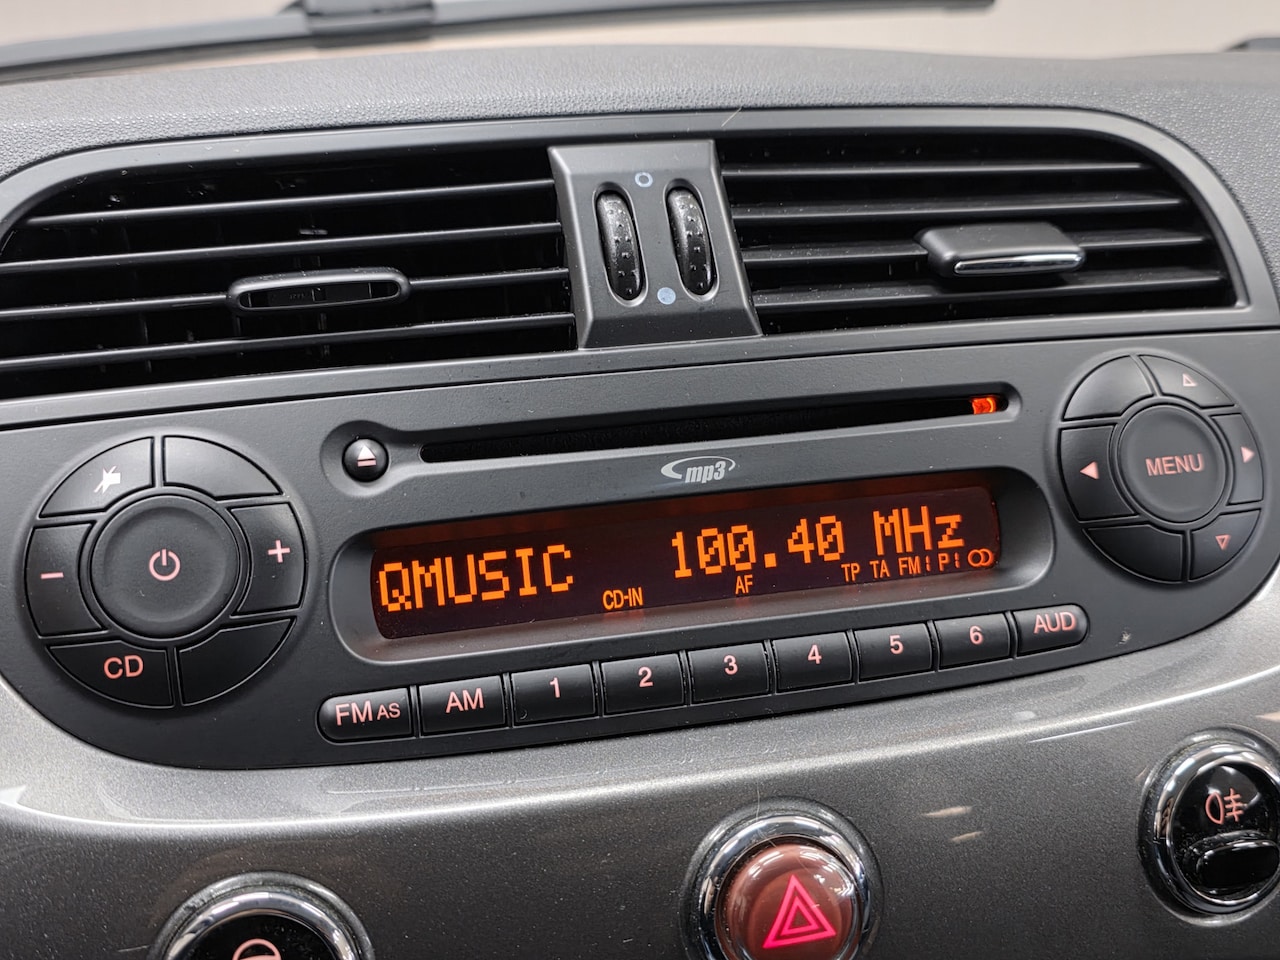 mp3
QMUSIC 100.40 MHz
CD-IN AF TP TA FM P
MENU
- +
CD
FM AS AM 1 2 3 4 5 6 AUD